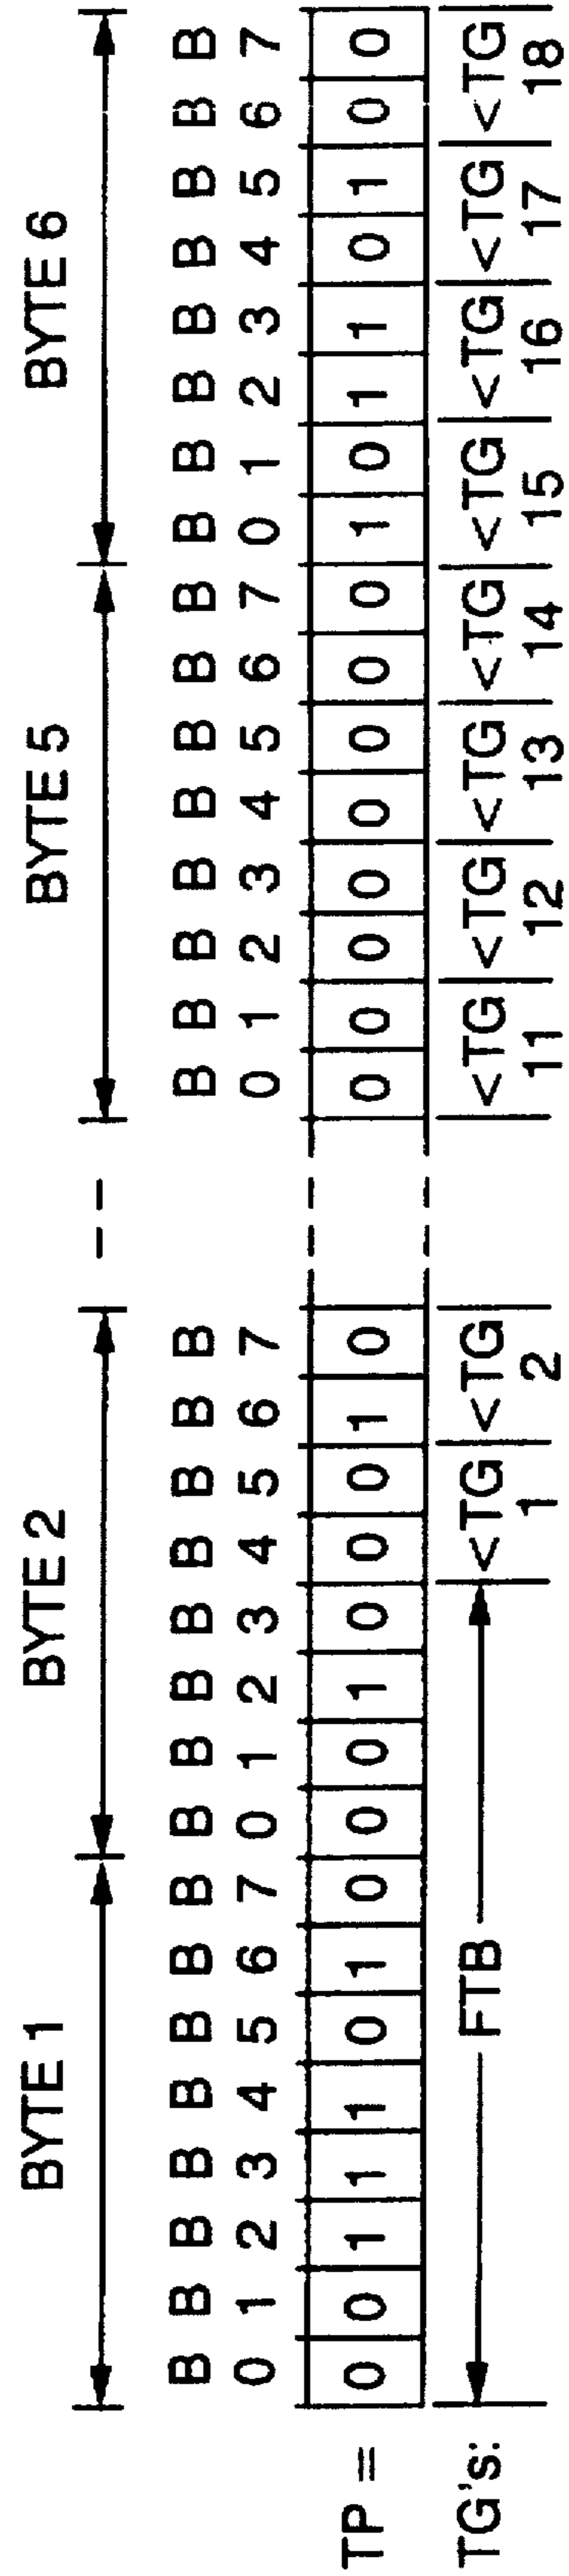 BYTE 1 BYTE 2 -- BYTE 5 BYTE 6
B B B B B B B B B B B B B B B B B B B B B B B B B B B B B B B B
0 1 2 3 4 5 6 7 0 1 2 3 4 5 6 7 0 1 2 3 4 5 6 7 0 1 2 3 4 5 6 7
TP = 0 0 1 1 1 0 1 0 0 0 1 0 0 0 1 0 0 0 0 0 0 0 0 0 1 0 1 1 0 1 0 0
TG's: FTB <TG <TG <TG <TG <TG <TG <TG <TG <TG <TG
1 2 11 12 13 14 15 16 17 18